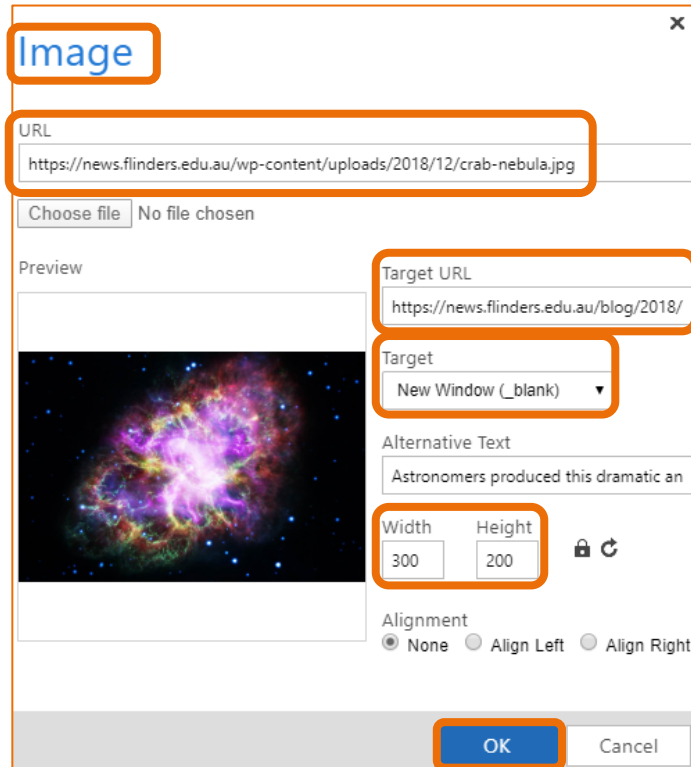 Image
URL
https://news.flinders.edu.au/wp-content/uploads/2018/12/crab-nebula.jpg
Choose file No file chosen
Preview
Target URL
https://news.flinders.edu.au/blog/2018/
Target
New Window (_blank)
Alternative Text
Astronomers produced this dramatic an
Width Height
300 200
Alignment
None Align Left Align Right
OK Cancel